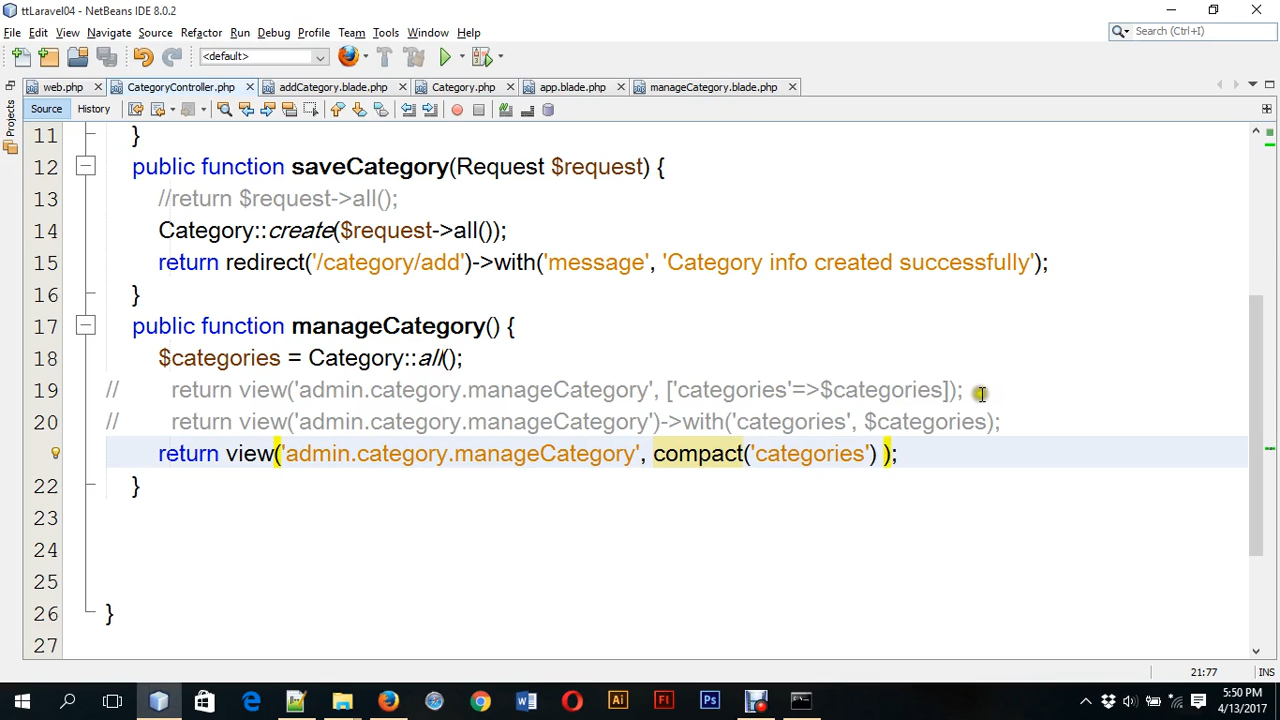 ttLaravel04 - NetBeans IDE 8.0.2
File Edit View Navigate Source Refactor Run Debug Profile Team Tools Window Help
Search (Ctrl+I)
<default>
web.php CategoryController.php addCategory.blade.php Category.php app.blade.php manageCategory.blade.php
Source History
Projects
11 }
12 public function saveCategory(Request $request) {
13 //return $request->all();
14 Category::create($request->all());
15 return redirect('/category/add')->with('message', 'Category info created successfully');
16 }
17 public function manageCategory() {
18 $categories = Category::all();
19 // return view('admin.category.manageCategory', ['categories'=>$categories]);
20 // return view('admin.category.manageCategory')->with('categories', $categories);
return view('admin.category.manageCategory', compact('categories') );
22 }
23
24
25
26 }
27
21:77 INS
5:50 PM
4/13/2017